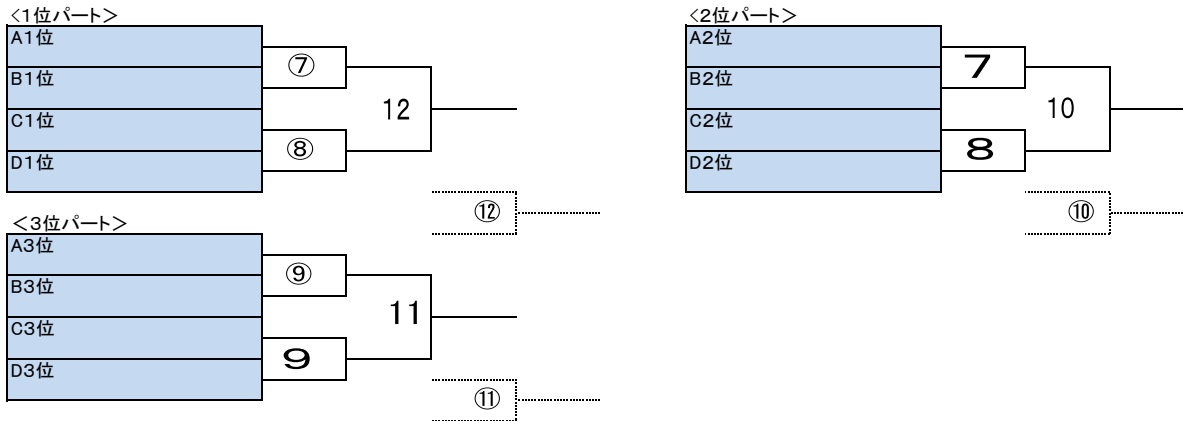 <1位パート>
A1位
B1位
C1位
D1位
⑦
⑧
12
⑫
<2位パート>
A2位
B2位
C2位
D2位
7
8
10
⑩
<3位パート>
A3位
B3位
C3位
D3位
⑨
9
11
⑪